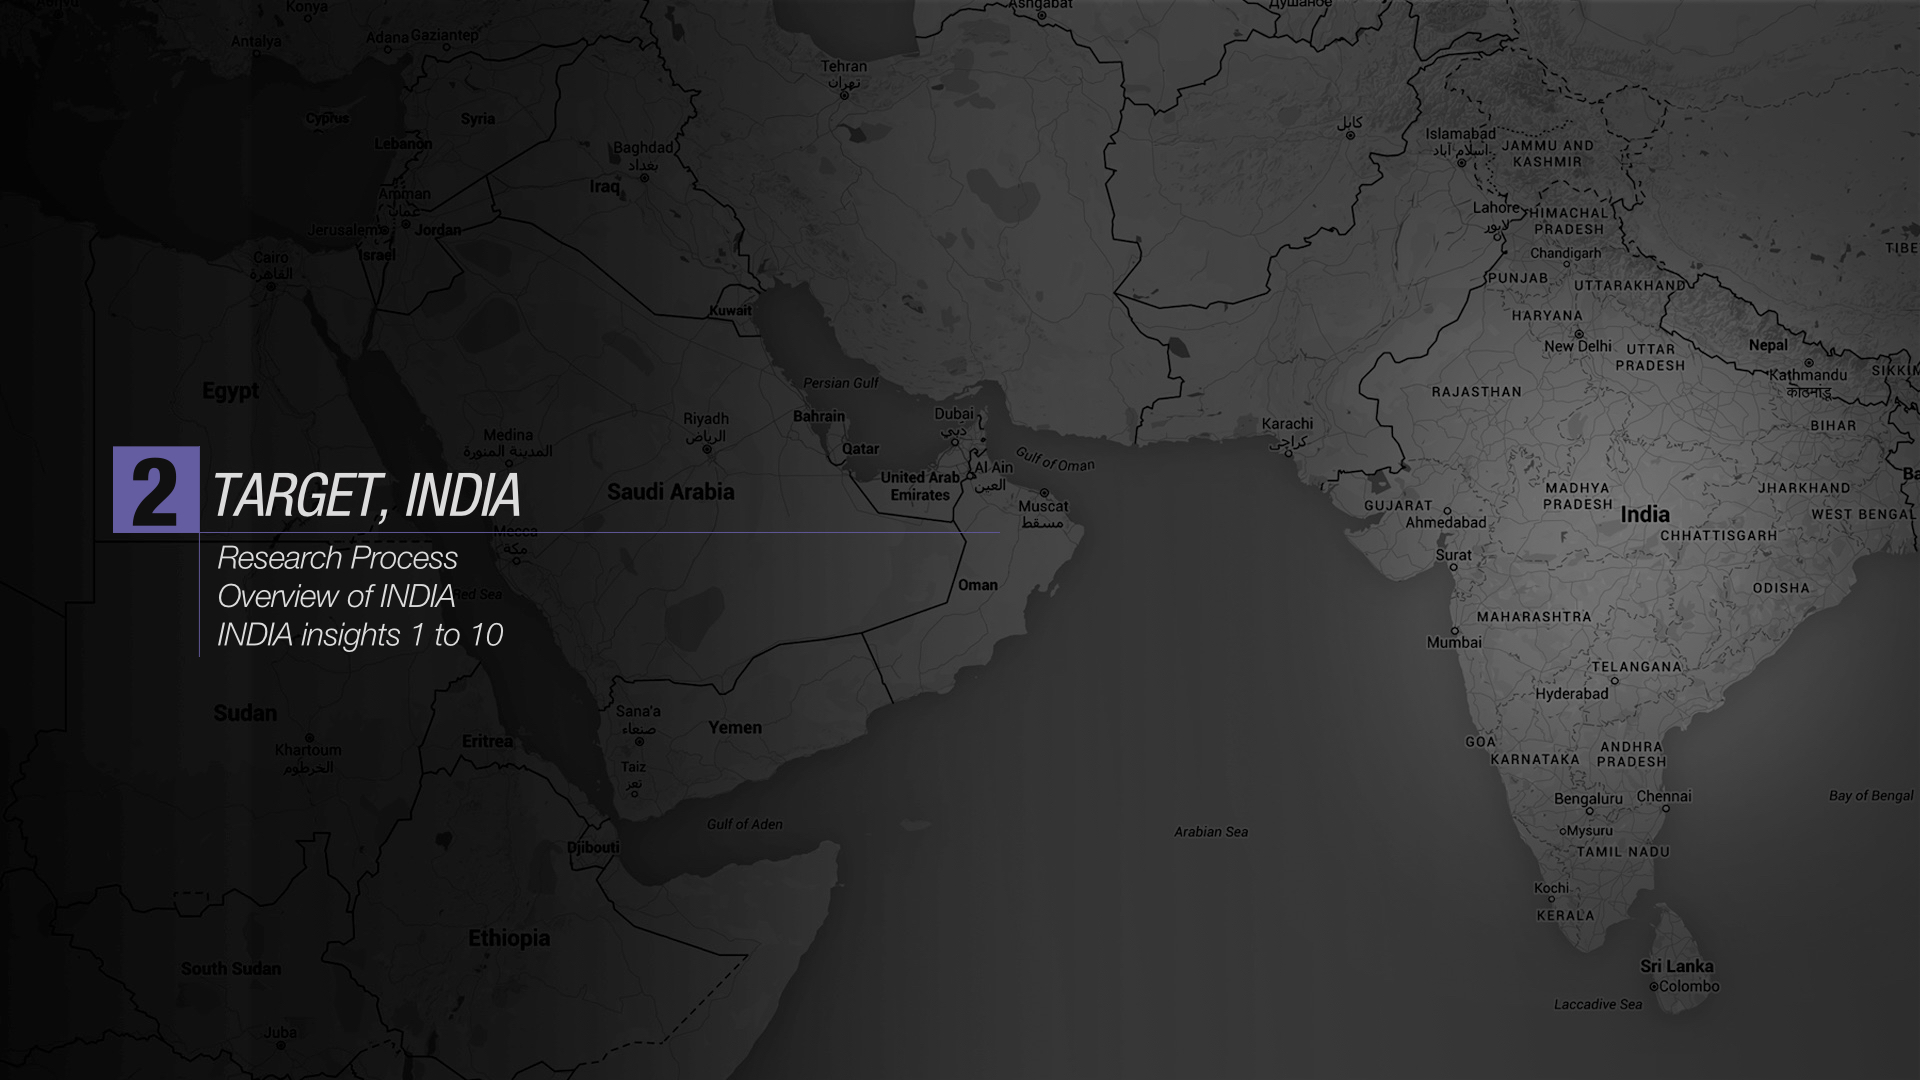 2
TARGET, INDIA
Research Process
Overview of INDIA
INDIA insights 1 to 10
Konya
Antalya
Adana
Gaziantep
Ashgabat
Душанбе
Tehran
تهران
Cyprus
Syria
Lebanon
Baghdad
بغداد
Iraq
كابل
Islamabad
اسلام آباد
JAMMU AND
KASHMIR
Amman
عمان
Jerusalem
Jordan
Israel
Lahore
لاہور
HIMACHAL
PRADESH
Cairo
القاهرة
Chandigarh
TIBE
PUNJAB
UTTARAKHAND
Kuwait
HARYANA
New Delhi
UTTAR
PRADESH
Nepal
Kathmandu
काठमाडौं
SIKKIM
Persian Gulf
Egypt
RAJASTHAN
Bahrain
Riyadh
الرياض
Dubai
دبي
Karachi
کراچی
BIHAR
Medina
المدينة المنورة
Qatar
Gulf of Oman
Al Ain
العين
United Arab
Emirates
Saudi Arabia
Muscat
مسقط
Ba
MADHYA
PRADESH
JHARKHAND
GUJARAT
Ahmedabad
India
WEST BENGAL
CHHATTISGARH
Mecca
مكة
Surat
Oman
ODISHA
Red Sea
MAHARASHTRA
Mumbai
TELANGANA
Hyderabad
Sudan
Sana'a
صنعاء
Yemen
Eritrea
Khartoum
الخرطوم
GOA
KARNATAKA
ANDHRA
PRADESH
Taiz
تعز
Bengaluru
Chennai
Bay of Bengal
Gulf of Aden
Arabian Sea
Mysuru
Djibouti
TAMIL NADU
Kochi
KERALA
Ethiopia
South Sudan
Sri Lanka
Colombo
Laccadive Sea
Juba